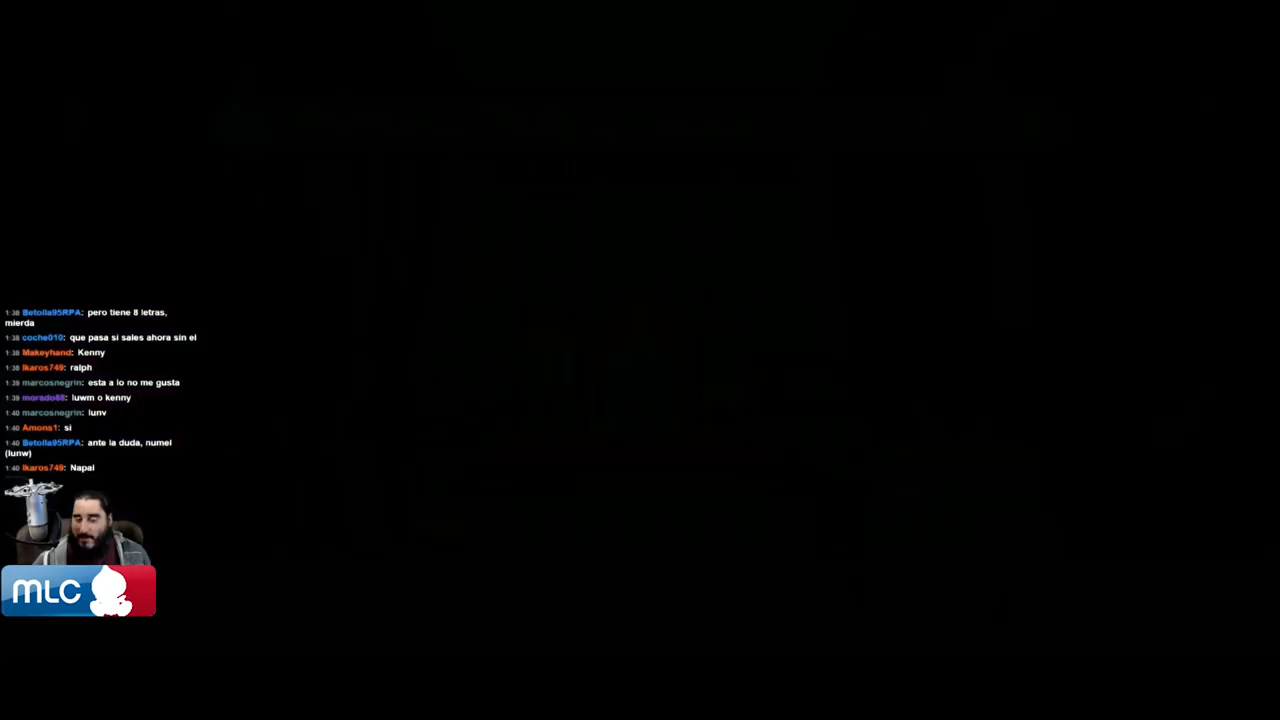 1:38 Betolla95RPA: pero tiene 8 letras,
mierda
1:38 coche010: que pasa si sales ahora sin el
1:38 Makeyhand: Kenny
1:38 Ikaros749: ralph
1:39 marcosnegrin: esta a lo no me gusta
1:39 morado88: luwm o kenny
1:40 marcosnegrin: lunv
1:40 Amons1: si
1:40 Betolla95RPA: ante la duda, numel
(lunw)
1:40 Ikaros749: Napal
MLC